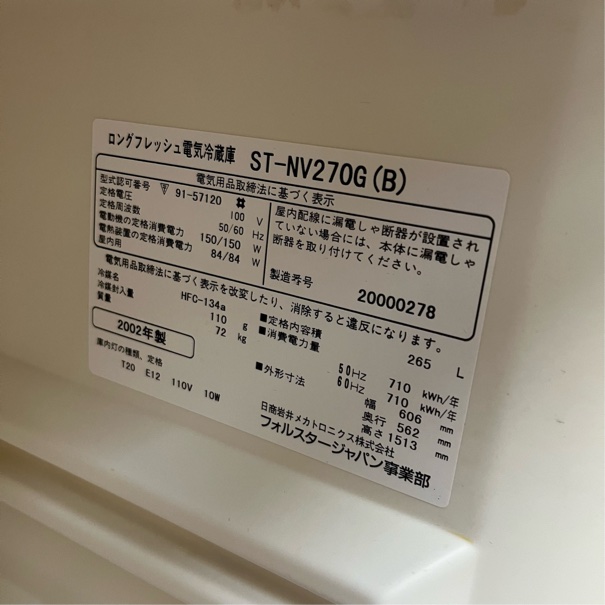 ロングフレッシュ電気冷蔵庫 ST-NV270G(B)
電気用品取締法に基づく表示
型式認可番号 91-57120
定格電圧 100 V
定格周波数 50/60 Hz
電動機の定格消費電力 150/150 W
電熱装置の定格消費電力 84/84 W
屋内用
屋内配線に漏電しゃ断器が設置され
ていない場合には、本体に漏電しゃ
断器を取り付けてください。
製造番号 20000278
電気用品取締法に基づく表示を改変したり、消除すると違反になります。
冷媒名 HFC-134a
冷媒封入量 110 g
質量 72 kg
2002年製
庫内灯の種類、定格
T20 E12 110V 10W
■定格内容積 265 L
■消費電力量
50Hz 710 kWh/年
60Hz 710 kWh/年
■外形寸法 幅 606 mm
奥行 562 mm
高さ 1513 mm
日商岩井メカトロニクス株式会社
フォルスタージャパン事業部